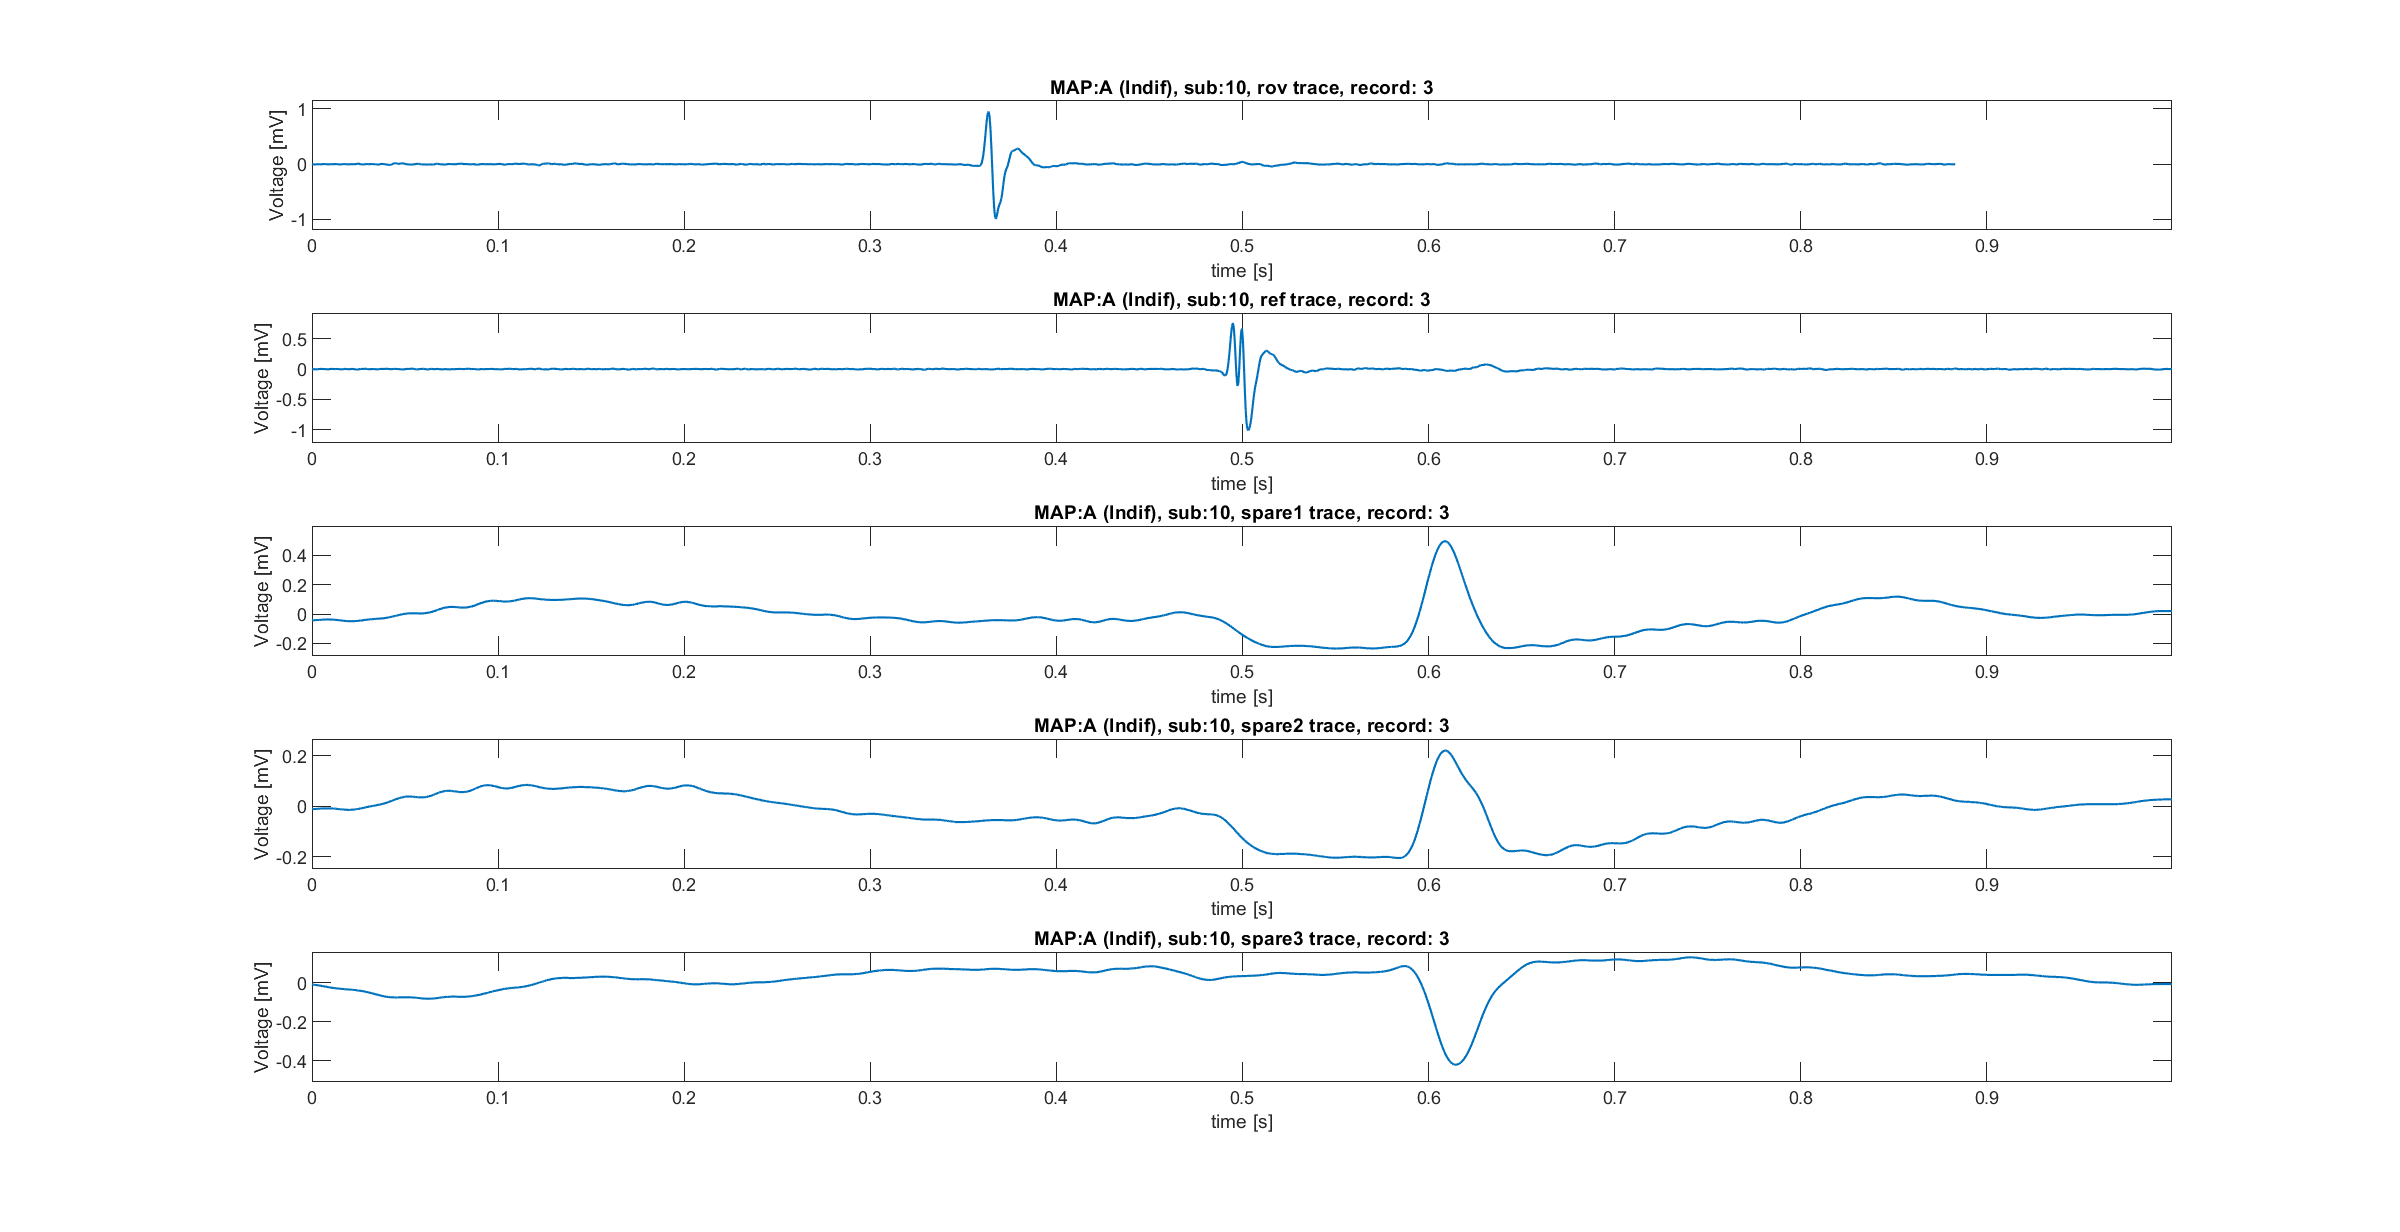 MAP:A (Indif), sub:10, rov trace, record: 3
Voltage [mV]
1
0
-1
0 0.1 0.2 0.3 0.4 0.5 0.6 0.7 0.8 0.9
time [s]
MAP:A (Indif), sub:10, ref trace, record: 3
Voltage [mV]
0.5
0
-0.5
-1
0 0.1 0.2 0.3 0.4 0.5 0.6 0.7 0.8 0.9
time [s]
MAP:A (Indif), sub:10, spare1 trace, record: 3
Voltage [mV]
0.4
0.2
0
-0.2
0 0.1 0.2 0.3 0.4 0.5 0.6 0.7 0.8 0.9
time [s]
MAP:A (Indif), sub:10, spare2 trace, record: 3
Voltage [mV]
0.2
0
-0.2
0 0.1 0.2 0.3 0.4 0.5 0.6 0.7 0.8 0.9
time [s]
MAP:A (Indif), sub:10, spare3 trace, record: 3
Voltage [mV]
0
-0.2
-0.4
0 0.1 0.2 0.3 0.4 0.5 0.6 0.7 0.8 0.9
time [s]